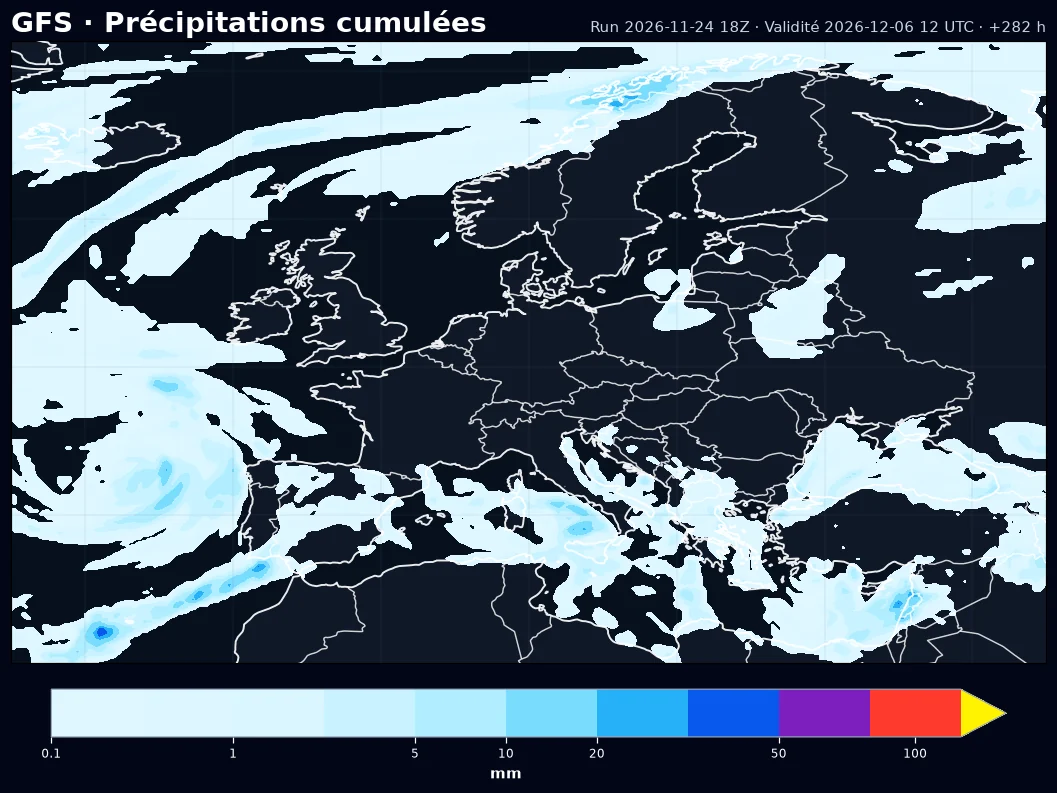 GFS · Précipitations cumulées
Run 2026-11-24 18Z · Validité 2026-12-06 12 UTC · +282 h
0.1 1 5 10 20 50 100
mm